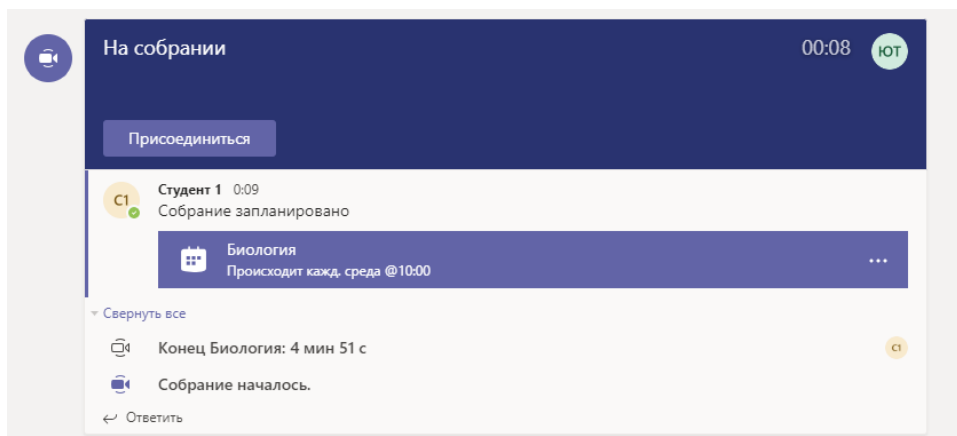 На собрании
00:08
ЮТ
Присоединиться
С1
Студент 1 0:09
Собрание запланировано
Биология
Происходит кажд. среда @10:00
Свернуть все
Конец Биология: 4 мин 51 с
С1
Собрание началось.
Ответить